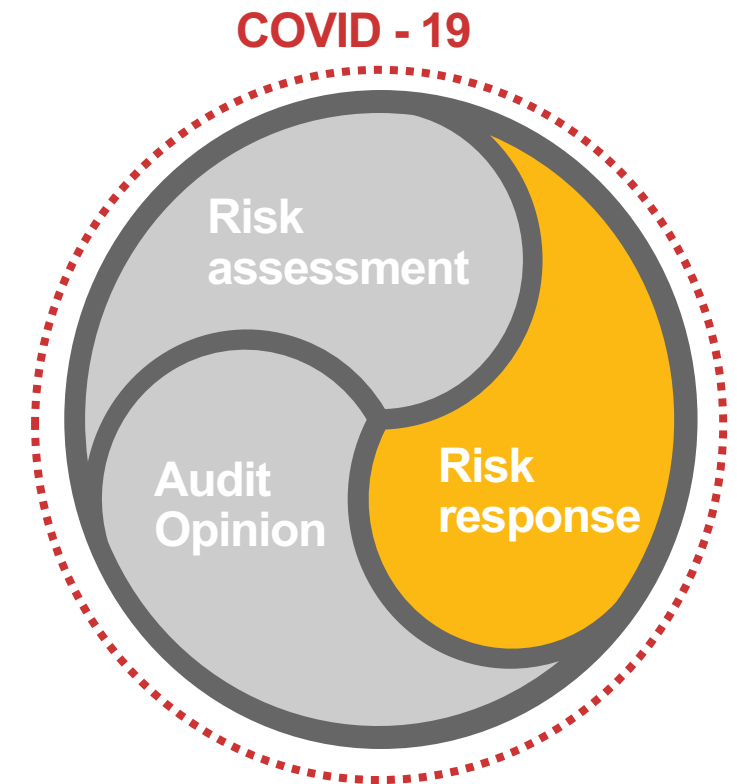 COVID - 19
Risk
assessment
Risk
response
Audit
Opinion